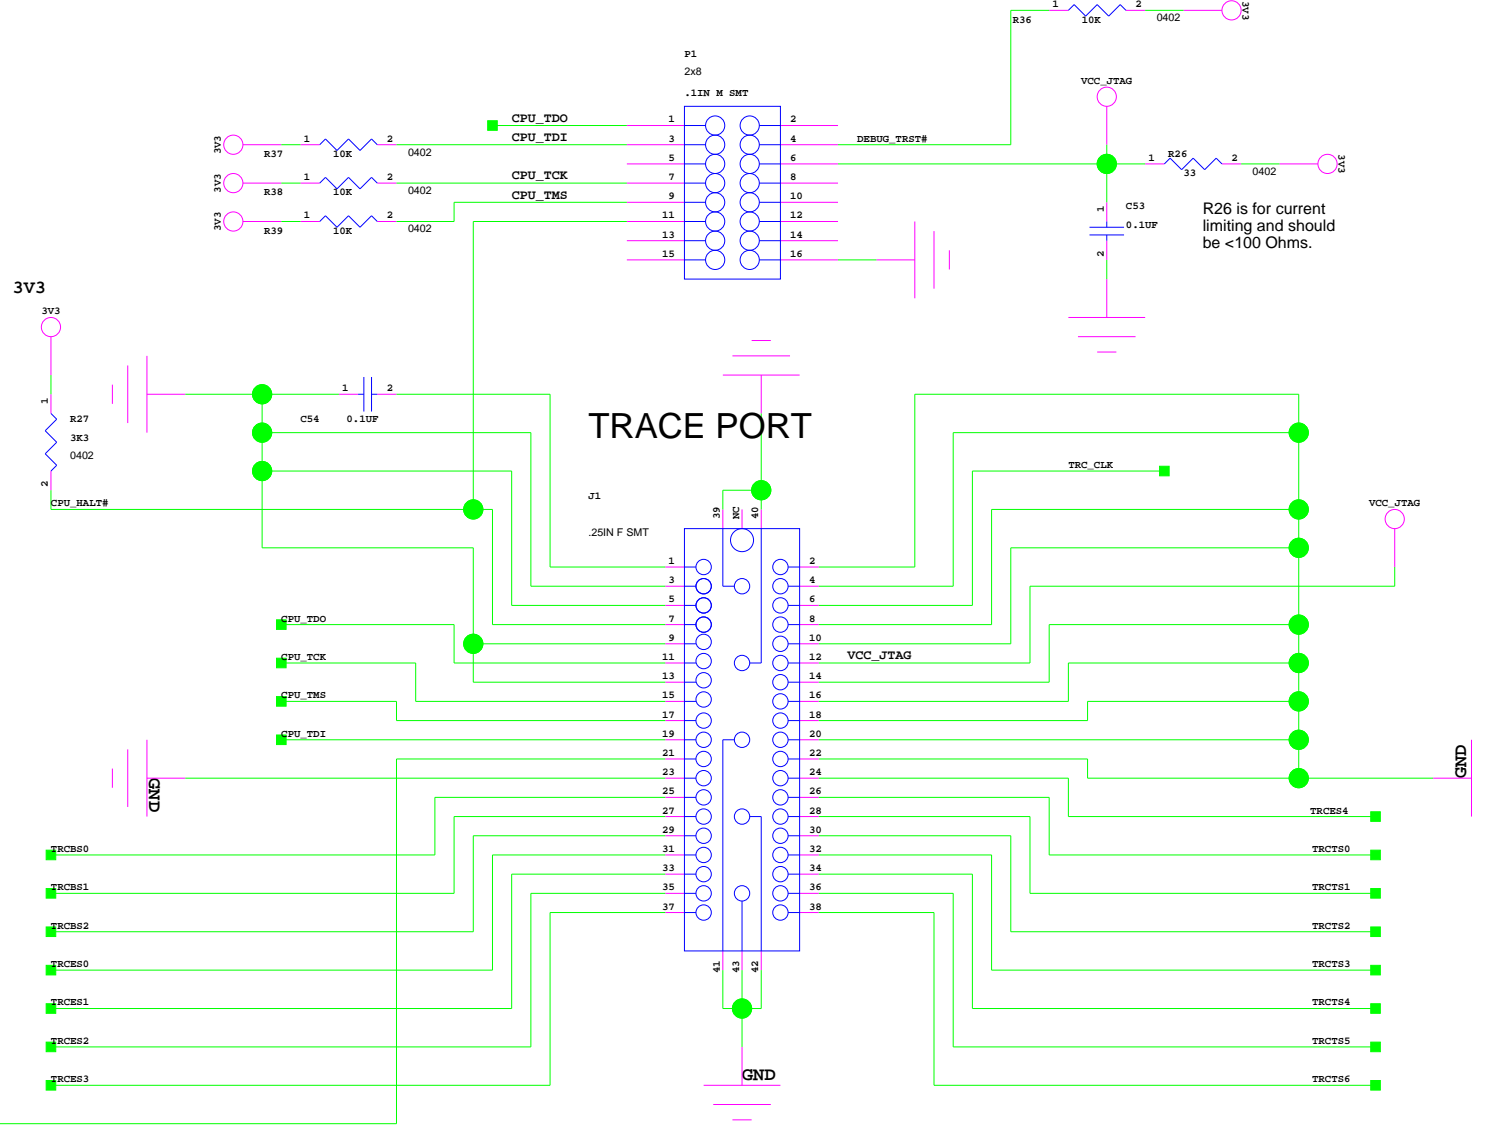 1
2
R36
10K
0402
3V3
P1
2x8
.1IN M SMT
VCC_JTAG
CPU_TDO
1
2
3V3
R37
1
2
10K
0402
CPU_TDI
3
4
DEBUG_TRST#
5
6
1
R26
2
33
0402
3V3
3V3
R38
1
2
10K
0402
CPU_TCK
7
8
3V3
R39
1
2
10K
0402
CPU_TMS
9
10
11
12
13
14
15
16
1
C53
0.1UF
2
R26 is for current
limiting and should
be <100 Ohms.
3V3
3V3
1
R27
3K3
0402
2
CPU_HALT#
1
2
C54
0.1UF
TRACE PORT
TRC_CLK
VCC_JTAG
J1
.25IN F SMT
39
NC
40
1
2
3
4
5
6
7
8
9
10
11
12
VCC_JTAG
13
14
15
16
17
18
19
20
21
22
23
24
25
26
27
28
29
30
31
32
33
34
35
36
37
38
CPU_TDO
CPU_TCK
CPU_TMS
CPU_TDI
GND
GND
TRCBS0
TRCBS1
TRCBS2
TRCES0
TRCES1
TRCES2
TRCES3
TRCES4
TRCTS0
TRCTS1
TRCTS2
TRCTS3
TRCTS4
TRCTS5
TRCTS6
41
43
42
GND